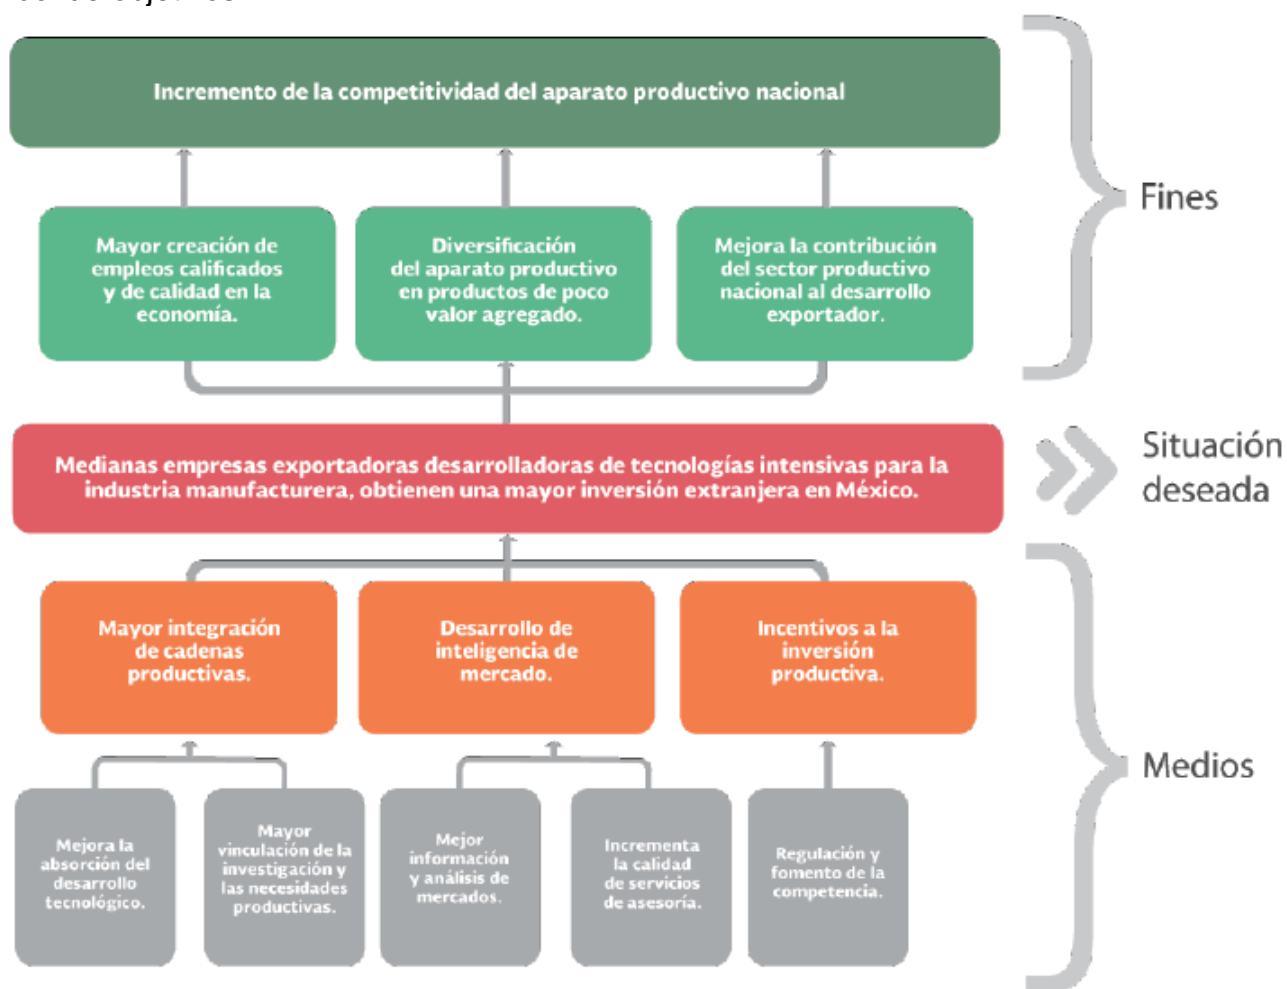 Incremento de la competitividad del aparato productivo nacional
Fines
Mayor creación de
empleos calificados
y de calidad en la
economía.
Diversificación
del aparato productivo
en productos de poco
valor agregado.
Mejora la contribución
del sector productivo
nacional al desarrollo
exportador.
Medianas empresas exportadoras desarrolladoras de tecnologías intensivas para la
industria manufacturera, obtienen una mayor inversión extranjera en México.
Situación
deseada
Mayor integración
de cadenas
productivas.
Desarrollo de
inteligencia de
mercado.
Incentivos a la
inversión
productiva.
Medios
Mejora la
absorción del
desarrollo
tecnológico.
Mayor
vinculación de la
investigación y
las necesidades
productivas.
Mejor
información
y análisis de
mercados.
Incrementa
la calidad
de servicios
de asesoría.
Regulación y
fomento de la
competencia.